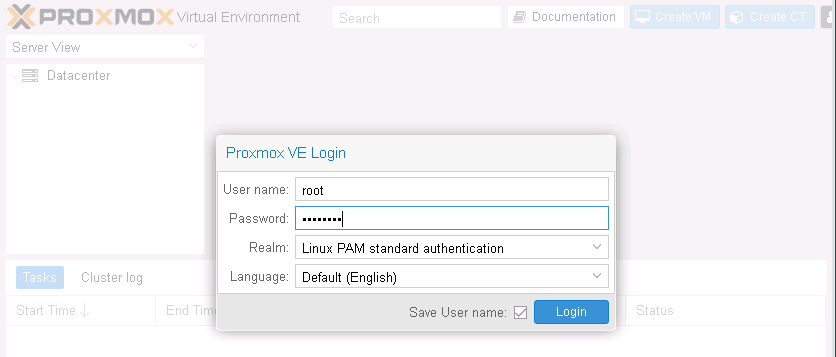 PROXMOX Virtual Environment Search Documentation Create VM Create CT
Server View
Datacenter
Proxmox VE Login
User name: root
Password: ••••••••
Realm: Linux PAM standard authentication
Language: Default (English)
Tasks Cluster log
Start Time End Time Status
Save User name: Login